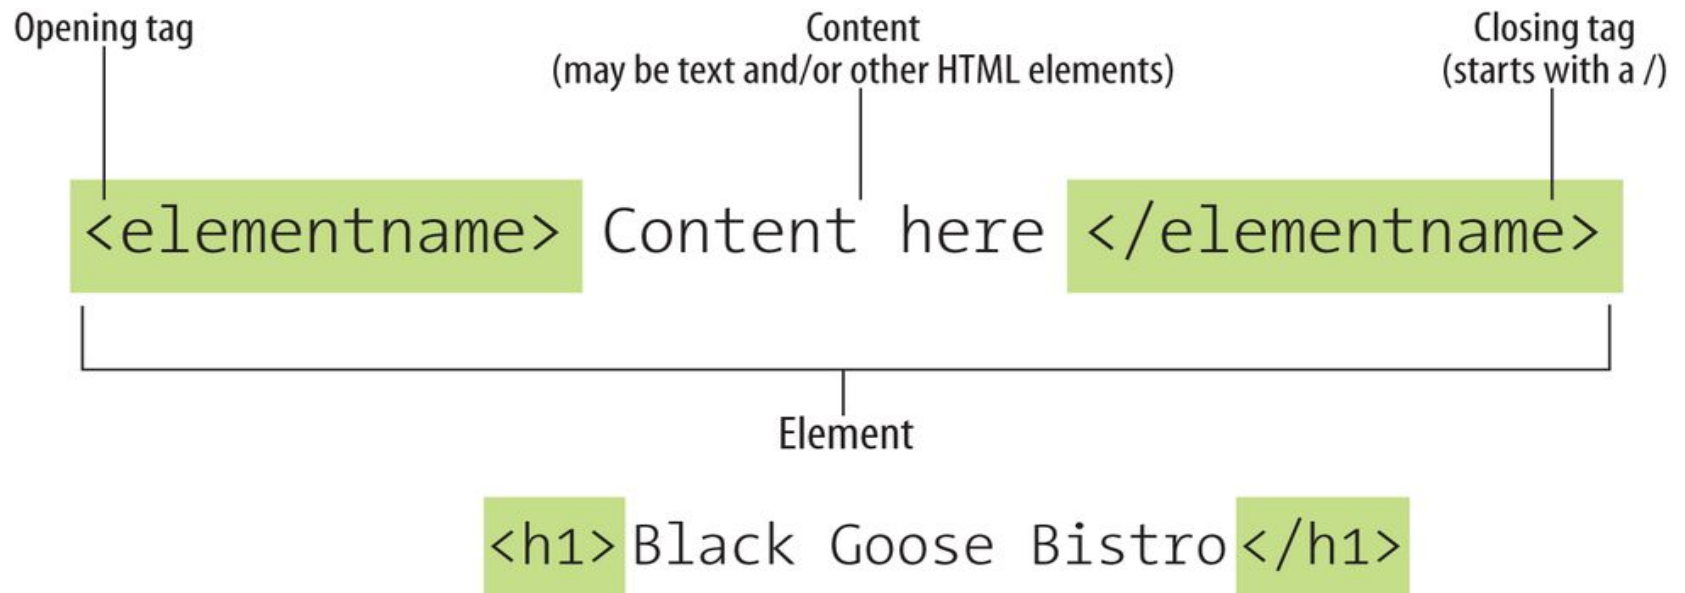 Opening tag
Content
(may be text and/or other HTML elements)
Closing tag
(starts with a /)
<elementname> Content here </elementname>
Element
<h1>Black Goose Bistro</h1>